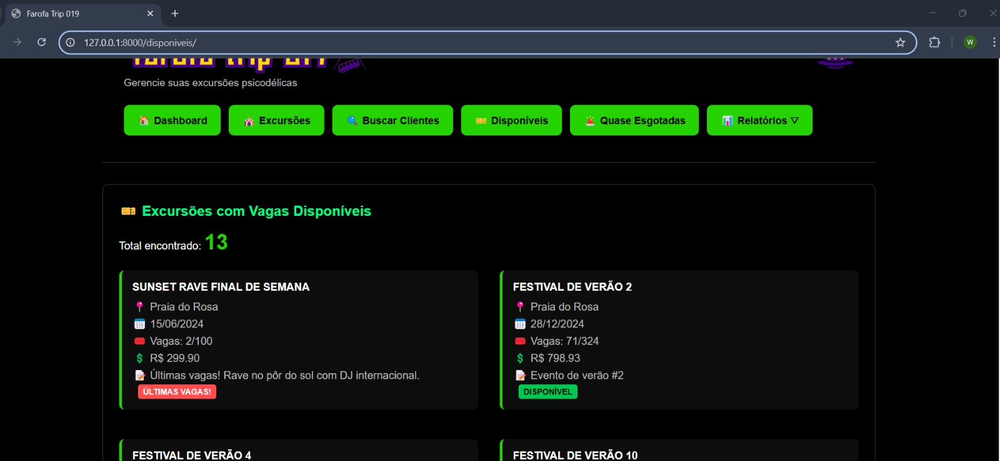 Farofa Trip 019
127.0.0.1:8000/disponiveis/
W
Farofa Trip 019
Gerencie suas excursões psicodélicas
Dashboard
Excursões
Buscar Clientes
Disponíveis
Quase Esgotadas
Relatórios ▽
Excursões com Vagas Disponíveis
Total encontrado: 13
SUNSET RAVE FINAL DE SEMANA
Praia do Rosa
15/06/2024
Vagas: 2/100
R$ 299.90
Últimas vagas! Rave no pôr do sol com DJ internacional.
ÚLTIMAS VAGAS!
FESTIVAL DE VERÃO 2
Praia do Rosa
28/12/2024
Vagas: 71/324
R$ 798.93
Evento de verão #2
DISPONÍVEL
FESTIVAL DE VERÃO 4
FESTIVAL DE VERÃO 10